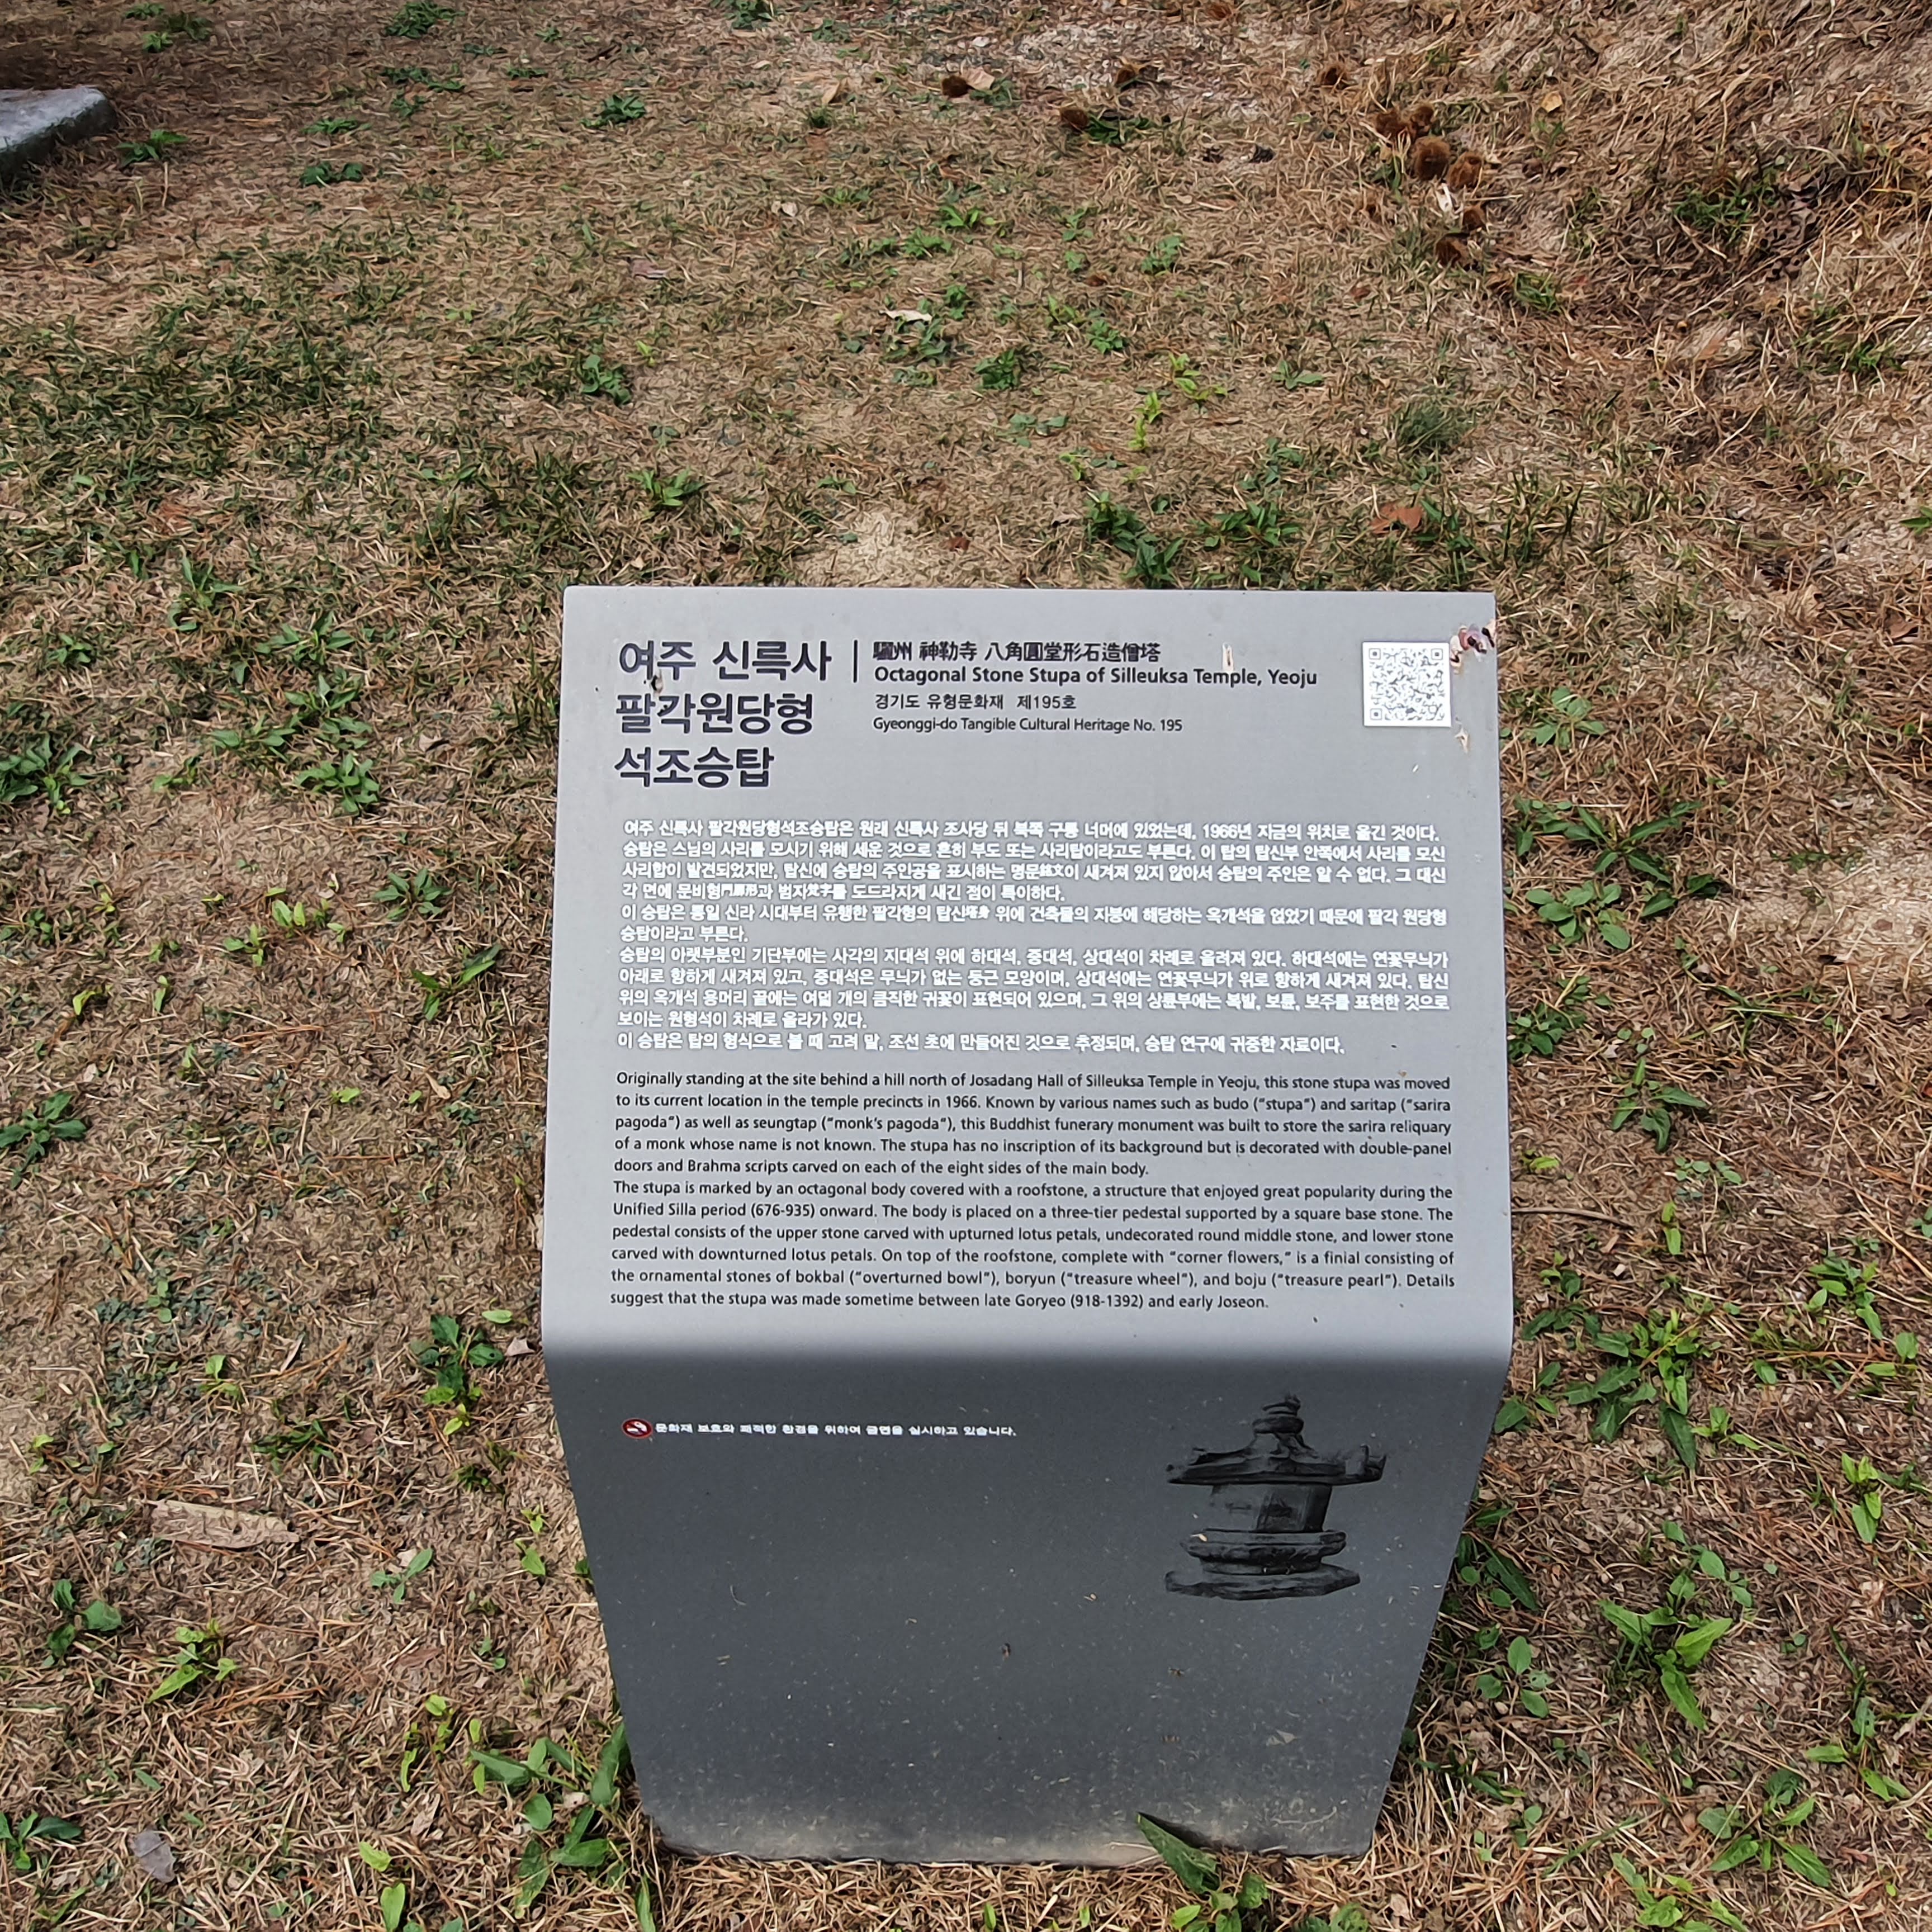 여주 신륵사
팔각원당형
석조승탑
驪州 神勒寺 八角圓堂形石造僧塔
Octagonal Stone Stupa of Silleuksa Temple, Yeoju
경기도 유형문화재 제195호
Gyeonggi-do Tangible Cultural Heritage No. 195
여주 신륵사 팔각원당형석조승탑은 원래 신륵사 조사당 뒤 북쪽 구릉 너머에 있었는데, 1966년 지금의 위치로 옮긴 것이다.
승탑은 스님의 사리를 모시기 위해 세운 것으로 흔히 부도 또는 사리탑이라고도 부른다. 이 탑의 탑신부 안쪽에서 사리를 모신
사리합이 발견되었지만, 탑신에 승탑의 주인공을 표시하는 명문銘文이 새겨져 있지 않아서 승탑의 주인은 알 수 없다. 그 대신
각 면에 문비형門扉形과 범자梵字를 도드라지게 새긴 점이 특이하다.
이 승탑은 통일 신라 시대부터 유행한 팔각형의 탑신塔身 위에 건축물의 지붕에 해당하는 옥개석을 얹었기 때문에 팔각 원당형
승탑이라고 부른다.
승탑의 아랫부분인 기단부에는 사각의 지대석 위에 하대석, 중대석, 상대석이 차례로 올려져 있다. 하대석에는 연꽃무늬가
아래로 향하게 새겨져 있고, 중대석은 무늬가 없는 둥근 모양이며, 상대석에는 연꽃무늬가 위로 향하게 새겨져 있다. 탑신
위의 옥개석 용머리 끝에는 여덟 개의 큼직한 귀꽃이 표현되어 있으며, 그 위의 상륜부에는 복발, 보륜, 보주를 표현한 것으로
보이는 원형석이 차례로 올라가 있다.
이 승탑은 탑의 형식으로 볼 때 고려 말, 조선 초에 만들어진 것으로 추정되며, 승탑 연구에 귀중한 자료이다.
Originally standing at the site behind a hill north of Josadang Hall of Silleuksa Temple in Yeoju, this stone stupa was moved
to its current location in the temple precincts in 1966. Known by various names such as budo (“stupa”) and saritap (“sarira
pagoda”) as well as seungtap (“monk’s pagoda”), this Buddhist funerary monument was built to store the sarira reliquary
of a monk whose name is not known. The stupa has no inscription of its background but is decorated with double-panel
doors and Brahma scripts carved on each of the eight sides of the main body.
The stupa is marked by an octagonal body covered with a roofstone, a structure that enjoyed great popularity during the
Unified Silla period (676-935) onward. The body is placed on a three-tier pedestal supported by a square base stone. The
pedestal consists of the upper stone carved with upturned lotus petals, undecorated round middle stone, and lower stone
carved with downturned lotus petals. On top of the roofstone, complete with “corner flowers,” is a finial consisting of
the ornamental stones of bokbal (“overturned bowl”), boryun (“treasure wheel”), and boju (“treasure pearl”). Details
suggest that the stupa was made sometime between late Goryeo (918-1392) and early Joseon.
문화재 보호와 쾌적한 환경을 위하여 금연을 실시하고 있습니다.